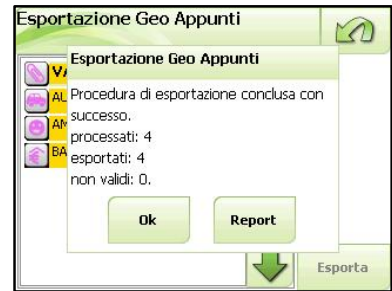 Esportazione Geo Appunti
Esportazione Geo Appunti
Procedura di esportazione conclusa con
successo.
processati: 4
esportati: 4
non validi: 0.
Ok
Report
Esporta